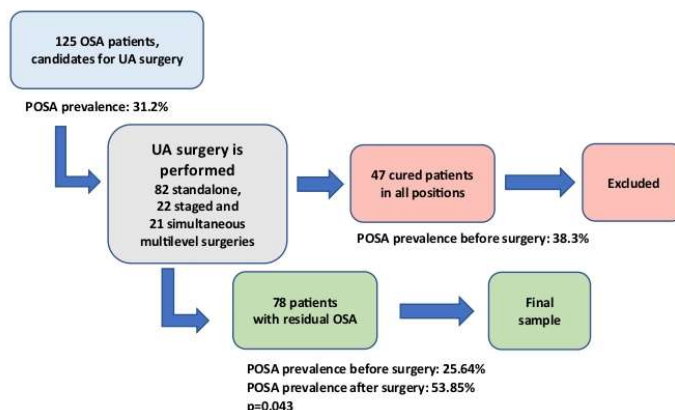 125 OSA patients,
candidates for UA surgery
POSA prevalence: 31.2%
UA surgery is
performed
82 standalone,
22 staged and
21 simultaneous
multilevel surgeries
47 cured patients
in all positions
Excluded
POSA prevalence before surgery: 38.3%
78 patients
with residual OSA
Final
sample
POSA prevalence before surgery: 25.64%
POSA prevalence after surgery: 53.85%
p=0.043